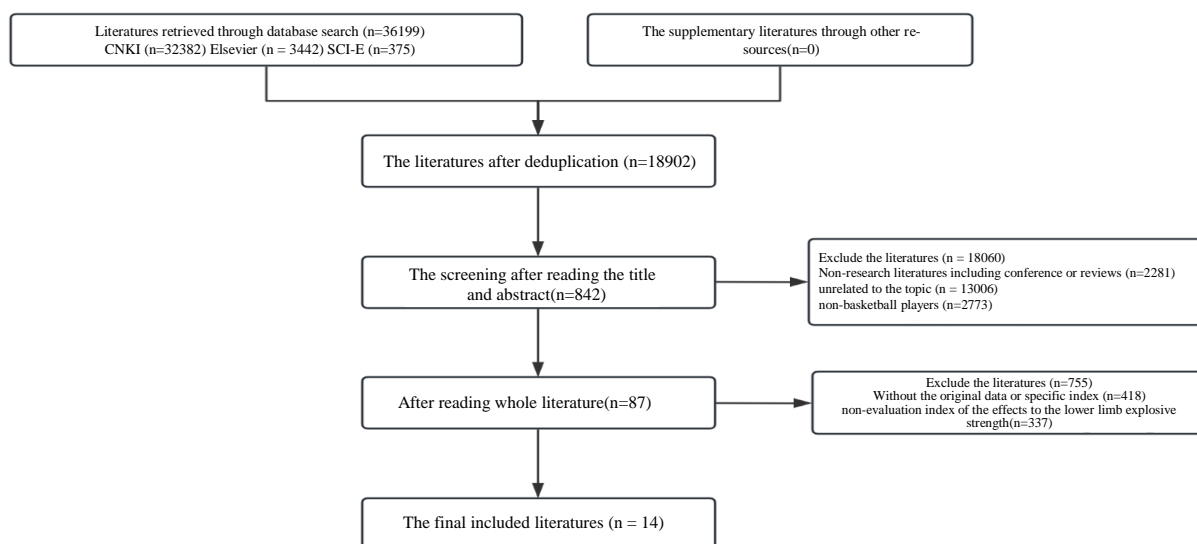 Literatures retrieved through database search (n=36199)
CNKI (n=32382) Elsevier (n = 3442) SCI-E (n=375)
The supplementary literatures through other re-
sources(n=0)
The literatures after deduplication (n=18902)
The screening after reading the title
and abstract(n=842)
Exclude the literatures (n = 18060)
Non-research literatures including conference or reviews (n=2281)
unrelated to the topic (n = 13006)
non-basketball players (n=2773)
After reading whole literature(n=87)
Exclude the literatures (n=755)
Without the original data or specific index (n=418)
non-evaluation index of the effects to the lower limb explosive
strength(n=337)
The final included literatures (n = 14)